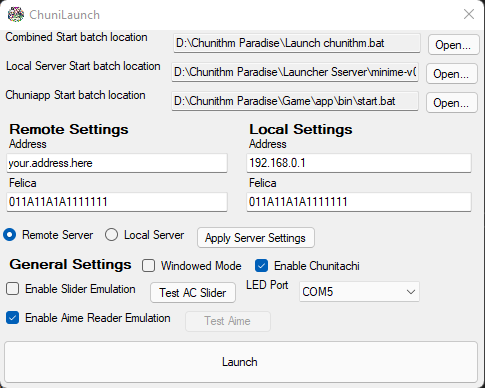 ChuniLaunch
Combined Start batch location
D:\Chunithm Paradise\Launch chunithm.bat
Open...
Local Server Start batch location
D:\Chunithm Paradise\Launcher Sserver\minime-v(
Open...
Chuniapp Start batch location
D:\Chunithm Paradise\Game\app\bin\start.bat
Open...
Remote Settings
Local Settings
Address
Address
your.address.here
192.168.0.1
Felica
Felica
011A11A1A1111111
011A11A1A1111111
Remote Server
Local Server
Apply Server Settings
General Settings
Windowed Mode
Enable Chunitachi
Enable Slider Emulation
Test AC Slider
LED Port
COM5
Enable Aime Reader Emulation
Test Aime
Launch